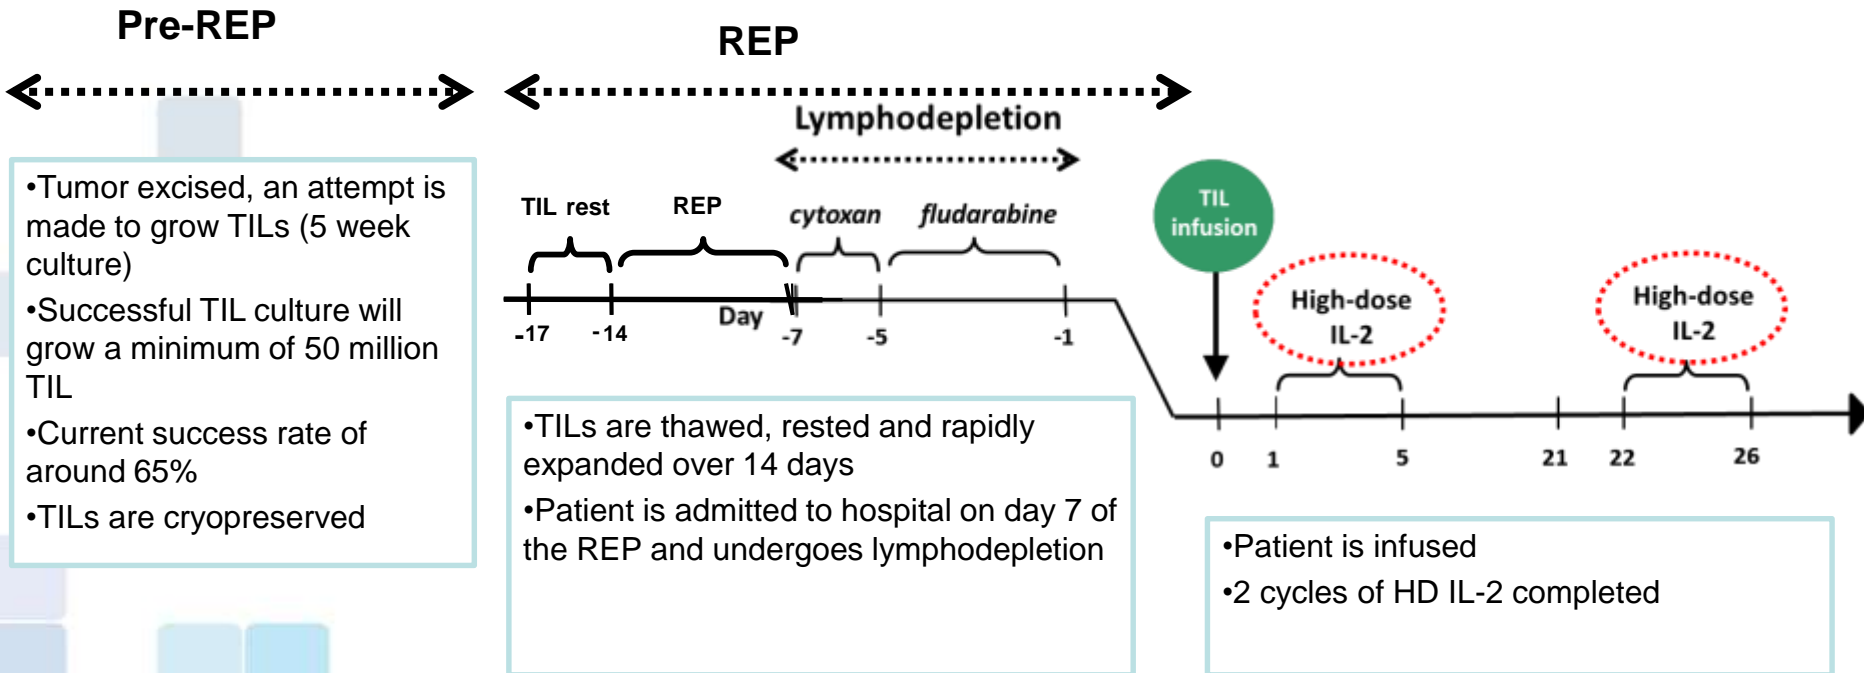 Pre-REP
REP
Lymphodepletion
•Tumor excised, an attempt is
made to grow TILs (5 week
culture)
•Successful TIL culture will
grow a minimum of 50 million
TIL
•Current success rate of
around 65%
•TILs are cryopreserved
TIL rest
REP
cytoxan
fludarabine
Day
-17
-14
-7
-5
-1
TIL
infusion
High-dose
IL-2
High-dose
IL-2
0
1
5
21
22
26
•TILs are thawed, rested and rapidly
expanded over 14 days
•Patient is admitted to hospital on day 7 of
the REP and undergoes lymphodepletion
•Patient is infused
•2 cycles of HD IL-2 completed